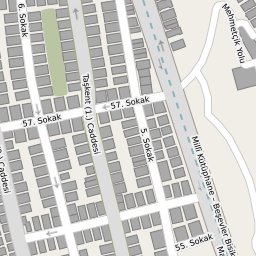 6. Sokak
Mehmetçik Yolu
Taşkent (1.) Caddesi
57. Sokak
57. Sokak
5. Sokak
Milli Kütüphane - Beşevler Bisik
.) Caddesi
55. Sokak
Ma